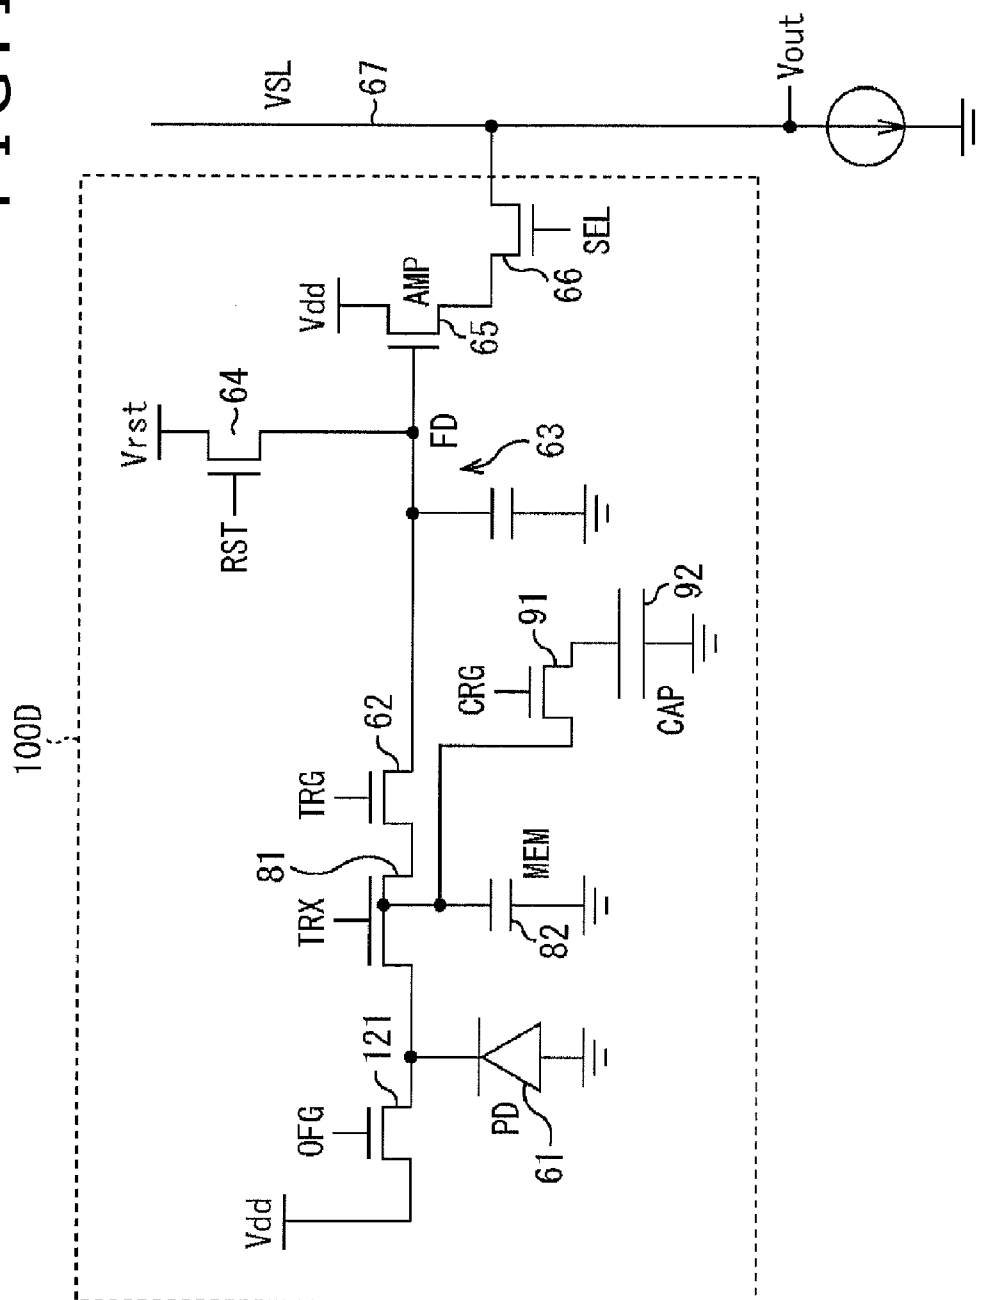 100D
VSL
67
Vout
Vrst
64
RST
Vdd
AMP
65
66
SEL
FD
63
TRG
62
CRG
91
92
CAP
81
TRX
MEM
82
OFG
121
Vdd
PD
61